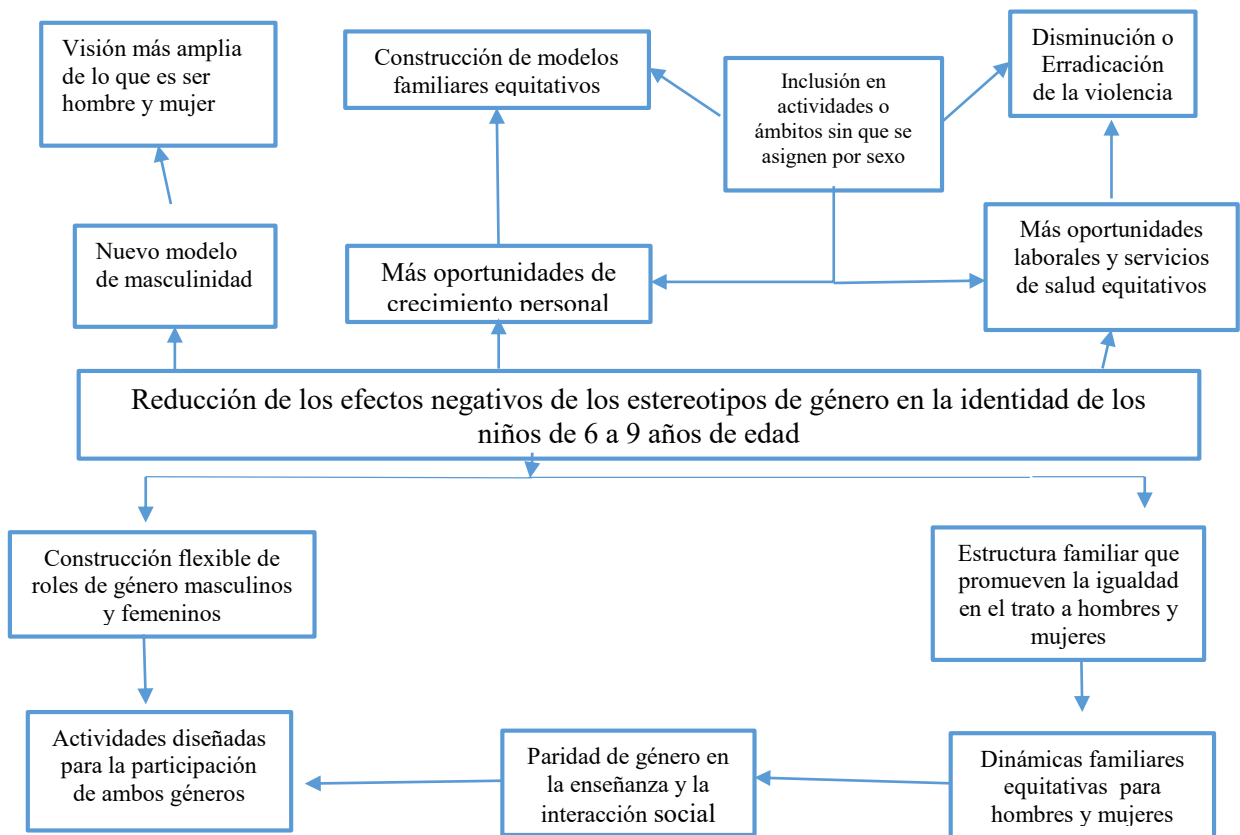 Visión más amplia
de lo que es ser
hombre y mujer
Construcción de modelos
familiares equitativos
Inclusión en
actividades o
ámbitos sin que se
asignen por sexo
Disminución o
Erradicación
de la violencia
Nuevo modelo
de masculinidad
Más oportunidades de
crecimiento personal
Más oportunidades
laborales y servicios
de salud equitativos
Reducción de los efectos negativos de los estereotipos de género en la identidad de los
niños de 6 a 9 años de edad
Construcción flexible de
roles de género masculinos
y femeninos
Estructura familiar que
promueven la igualdad
en el trato a hombres y
mujeres
Actividades diseñadas
para la participación
de ambos géneros
Paridad de género en
la enseñanza y la
interacción social
Dinámicas familiares
equitativas para
hombres y mujeres